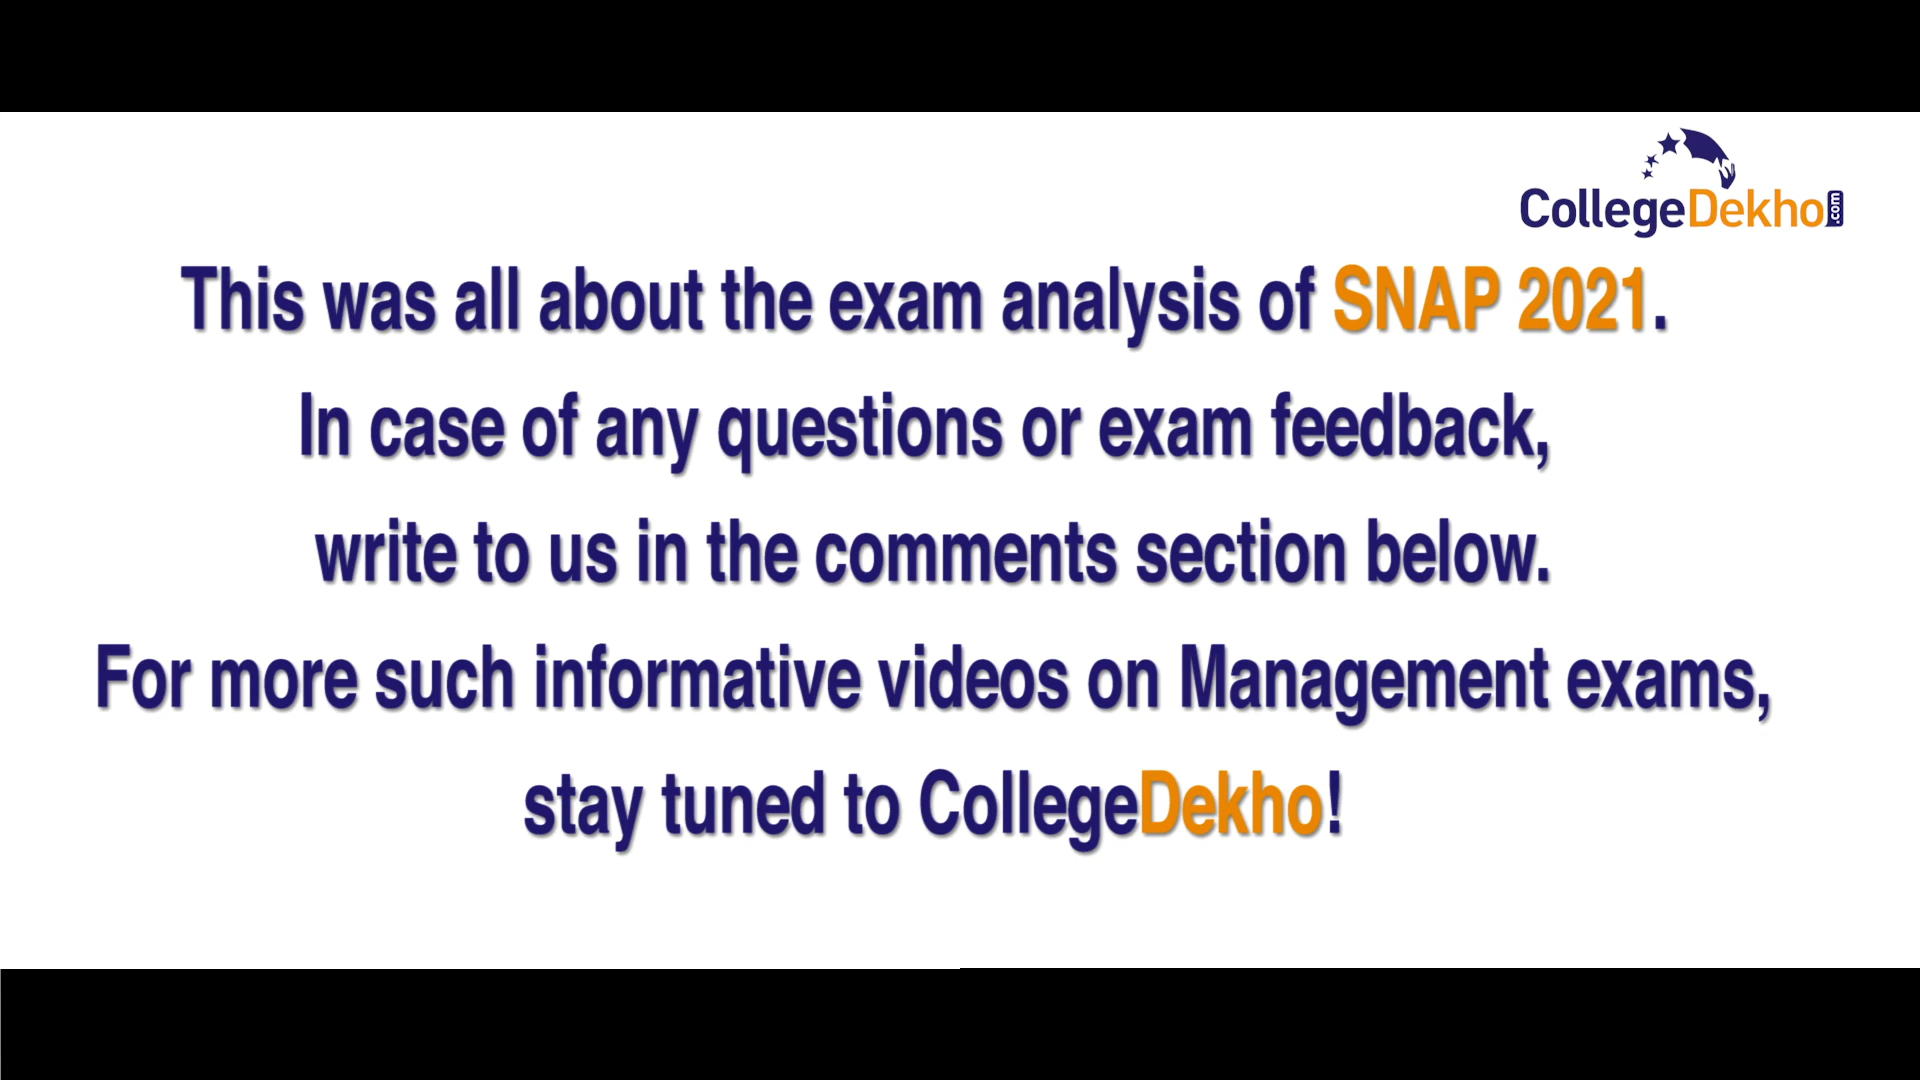 CollegeDekho.com
This was all about the exam analysis of SNAP 2021.
In case of any questions or exam feedback,
write to us in the comments section below.
For more such informative videos on Management exams,
stay tuned to CollegeDekho!